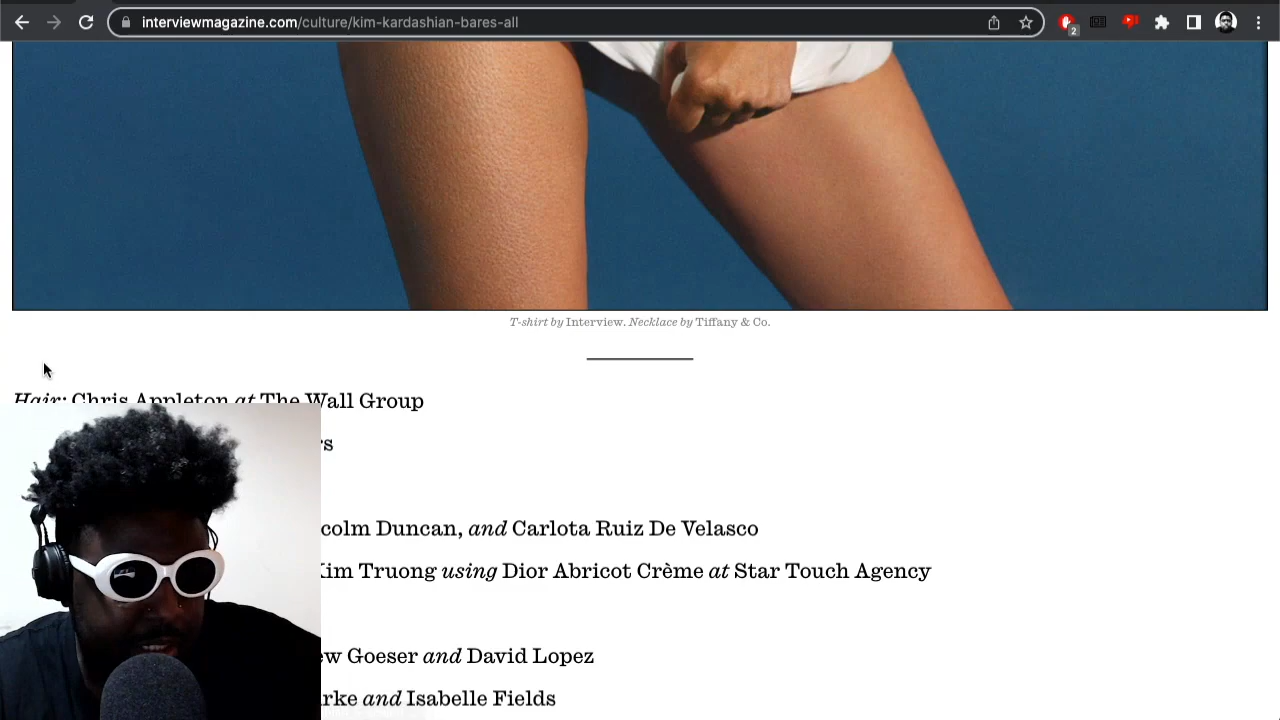 interviewmagazine.com/culture/kim-kardashian-bares-all
2
T-shirt by Interview. Necklace by Tiffany & Co.
Hair: Chris Appleton at The Wall Group
rs
colm Duncan, and Carlota Ruiz De Velasco
Kim Truong using Dior Abricot Crème at Star Touch Agency
ew Goeser and David Lopez
rke and Isabelle Fields